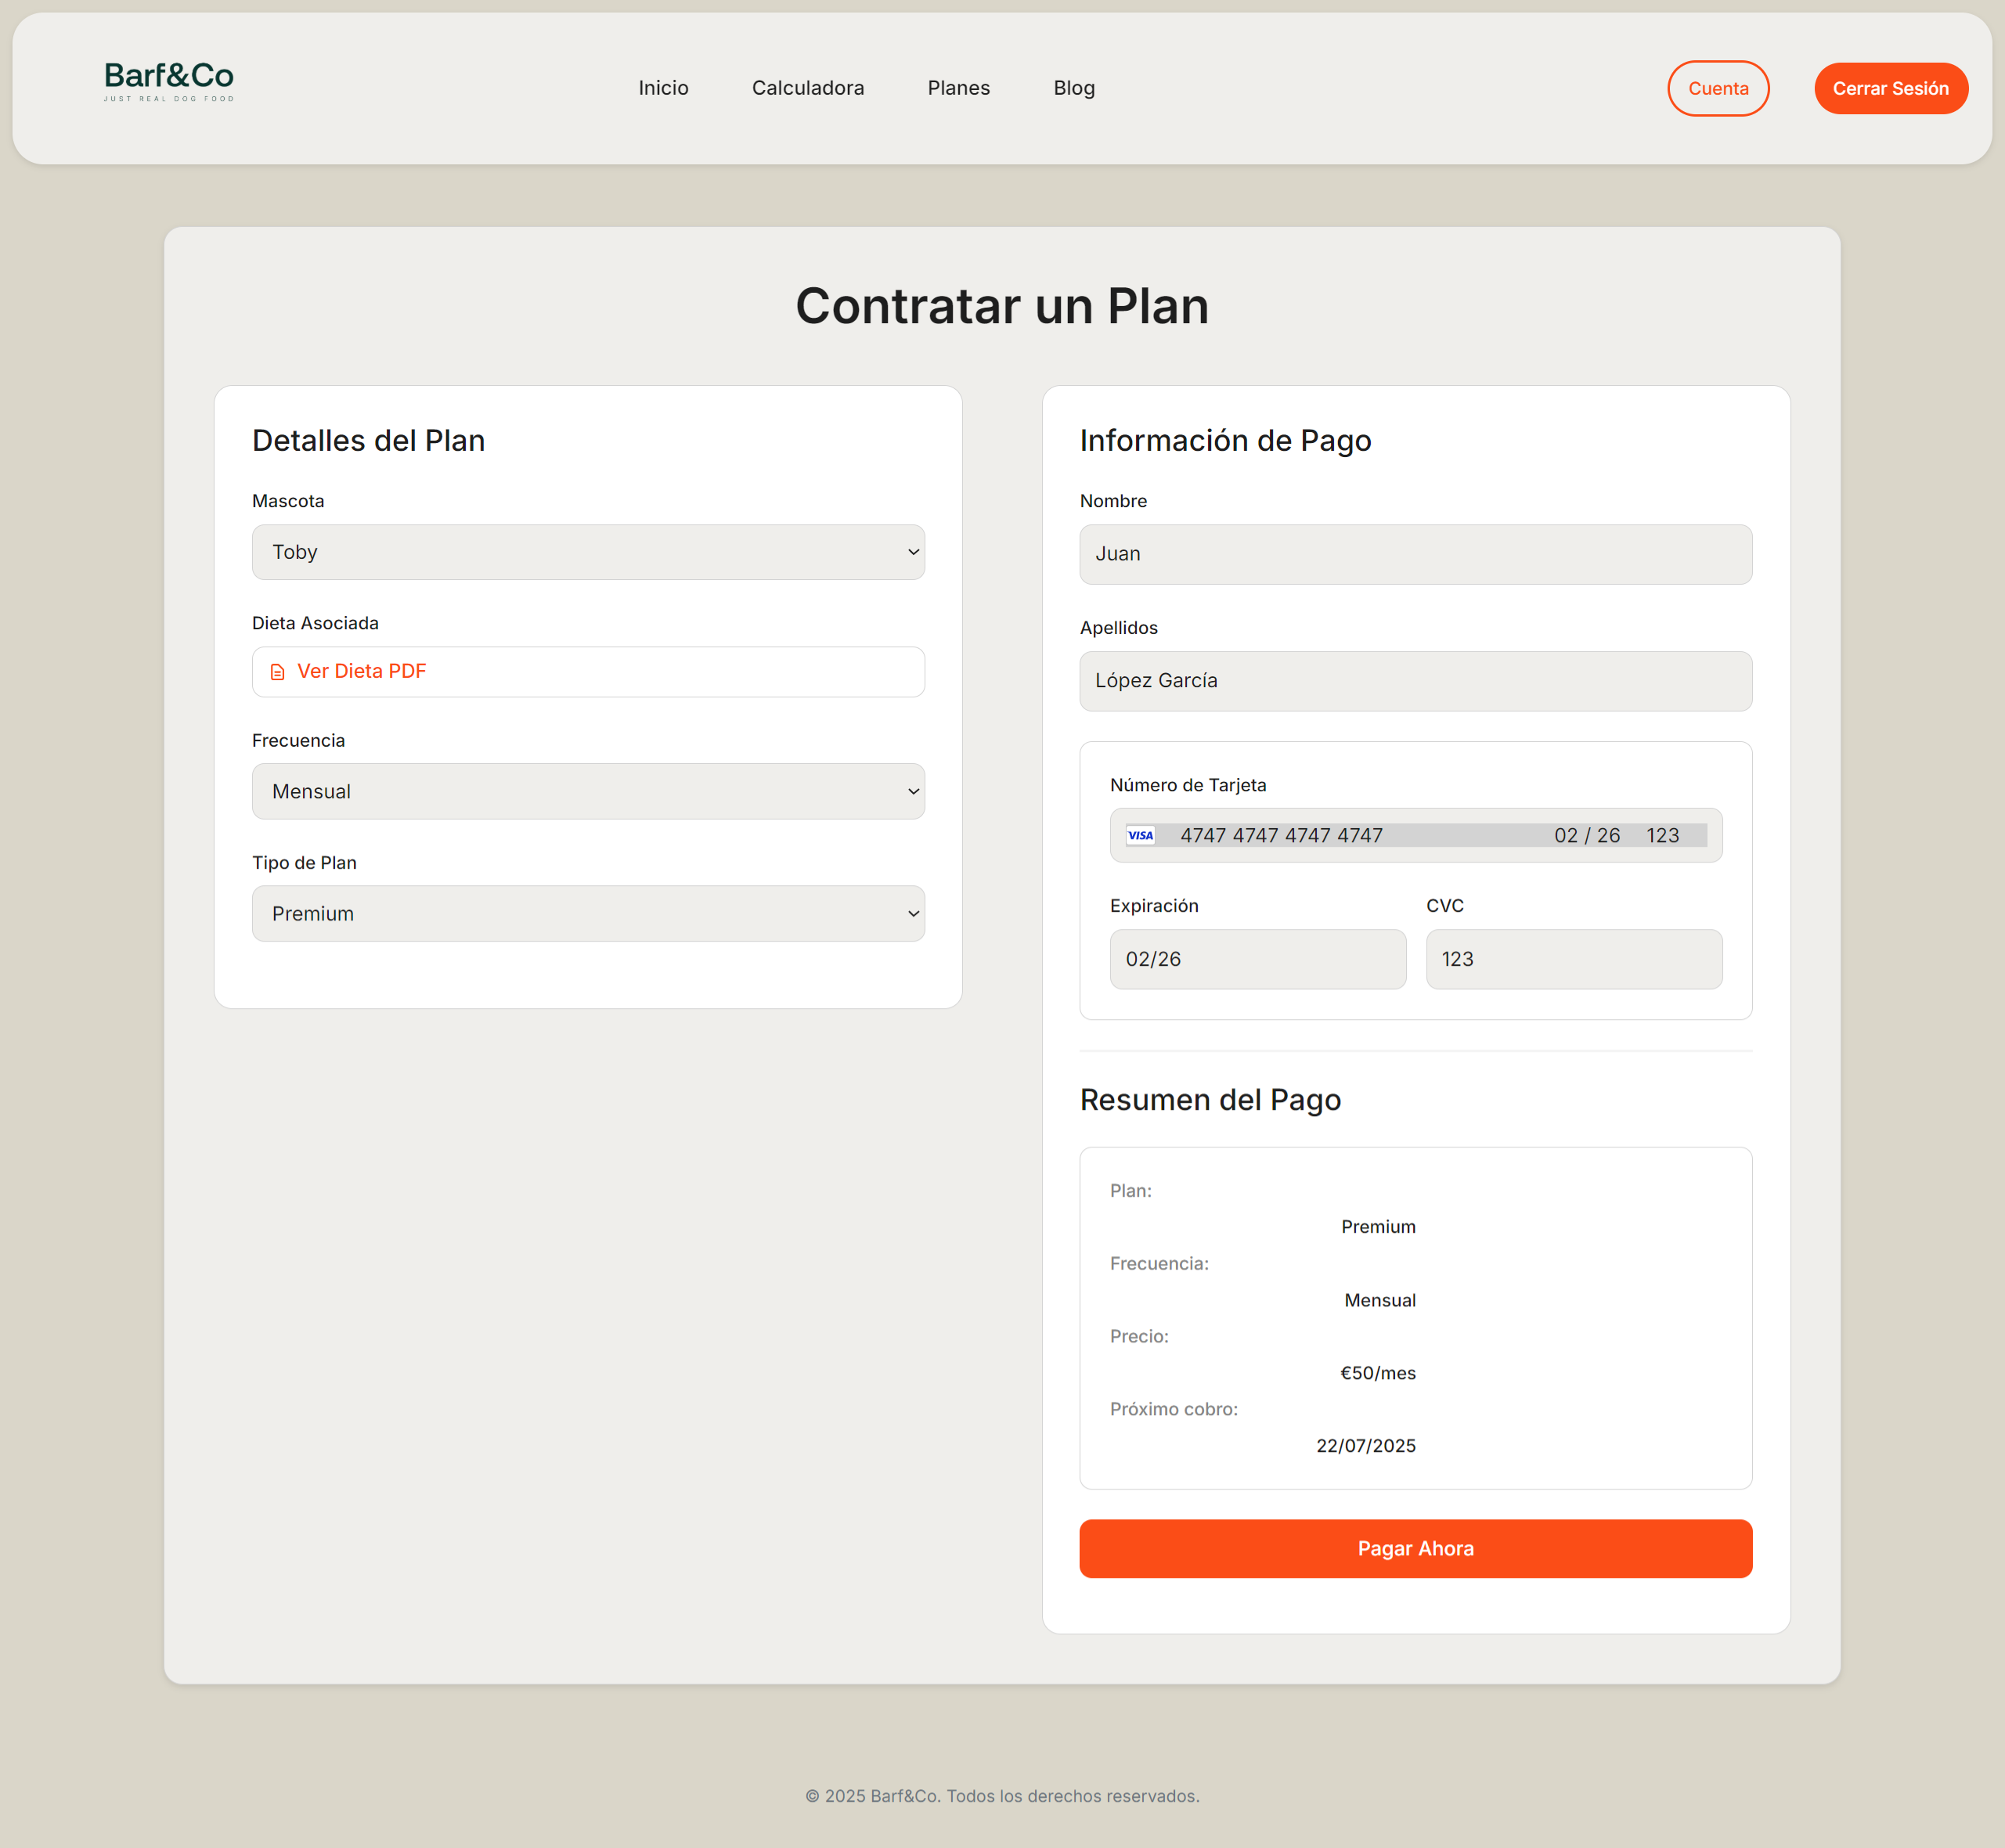 Barf&Co
JUST REAL DOG FOOD
Inicio
Calculadora
Planes
Blog
Cuenta
Cerrar Sesión
Contratar un Plan
Detalles del Plan
Mascota
Toby
Dieta Asociada
Ver Dieta PDF
Frecuencia
Mensual
Tipo de Plan
Premium
Información de Pago
Nombre
Juan
Apellidos
López García
Número de Tarjeta
VISA 4747 4747 4747 4747 02 / 26 123
Expiración
CVC
02/26
123
Resumen del Pago
Plan:
Premium
Frecuencia:
Mensual
Precio:
€50/mes
Próximo cobro:
22/07/2025
Pagar Ahora
© 2025 Barf&Co. Todos los derechos reservados.